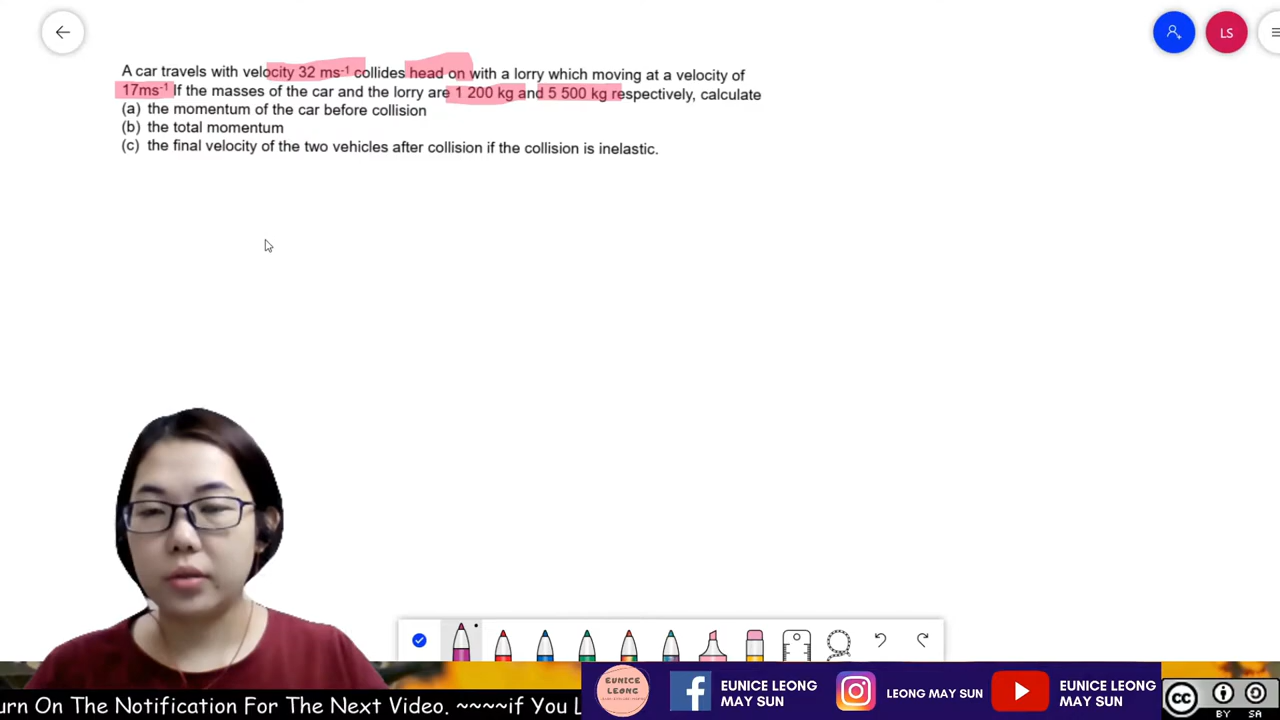 LS
A car travels with velocity 32 ms⁻¹ collides head on with a lorry which moving at a velocity of
17ms⁻¹ If the masses of the car and the lorry are 1 200 kg and 5 500 kg respectively, calculate
(a) the momentum of the car before collision
(b) the total momentum
(c) the final velocity of the two vehicles after collision if the collision is inelastic.
urn On The Notification For The Next Video. ~~~~if You L
EUNICE
LEONG
EUNICE LEONG
MAY SUN
LEONG MAY SUN
EUNICE LEONG
MAY SUN
CC
BY SA